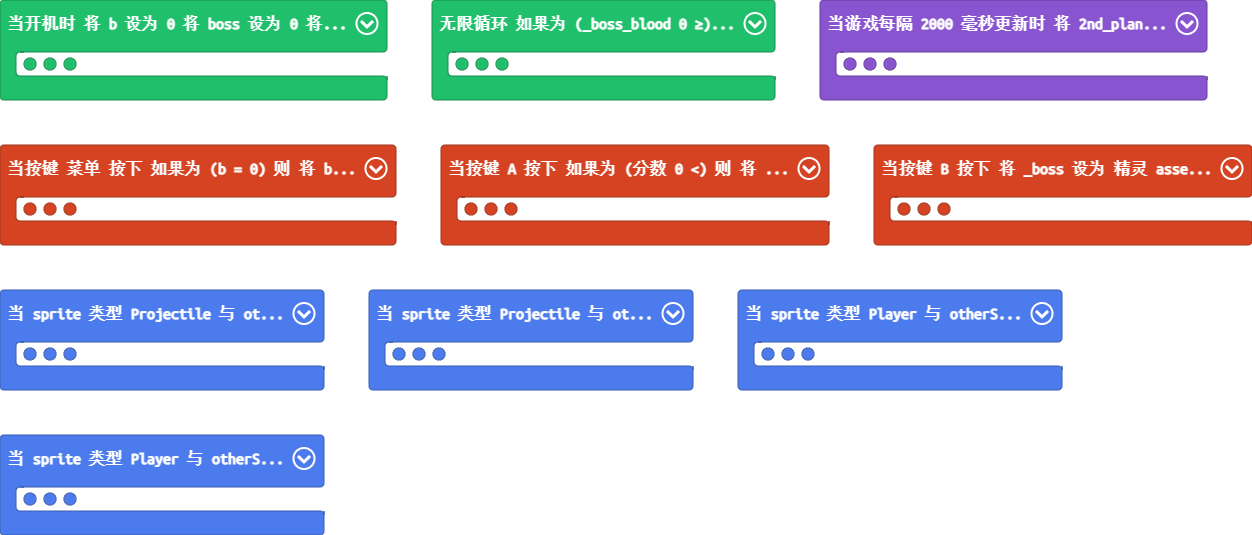 当开机时 将 b 设为 0 将 boss 设为 0 将...
无限循环 如果为 (_boss_blood 0 ≥)...
当游戏每隔 2000 毫秒更新时 将 2nd_plan...
当按键 菜单 按下 如果为 (b = 0) 则 将 b...
当按键 A 按下 如果为 (分数 0 <) 则 将 ...
当按键 B 按下 将 _boss 设为 精灵 asse...
当 sprite 类型 Projectile 与 ot...
当 sprite 类型 Projectile 与 ot...
当 sprite 类型 Player 与 otherS...
当 sprite 类型 Player 与 otherS...